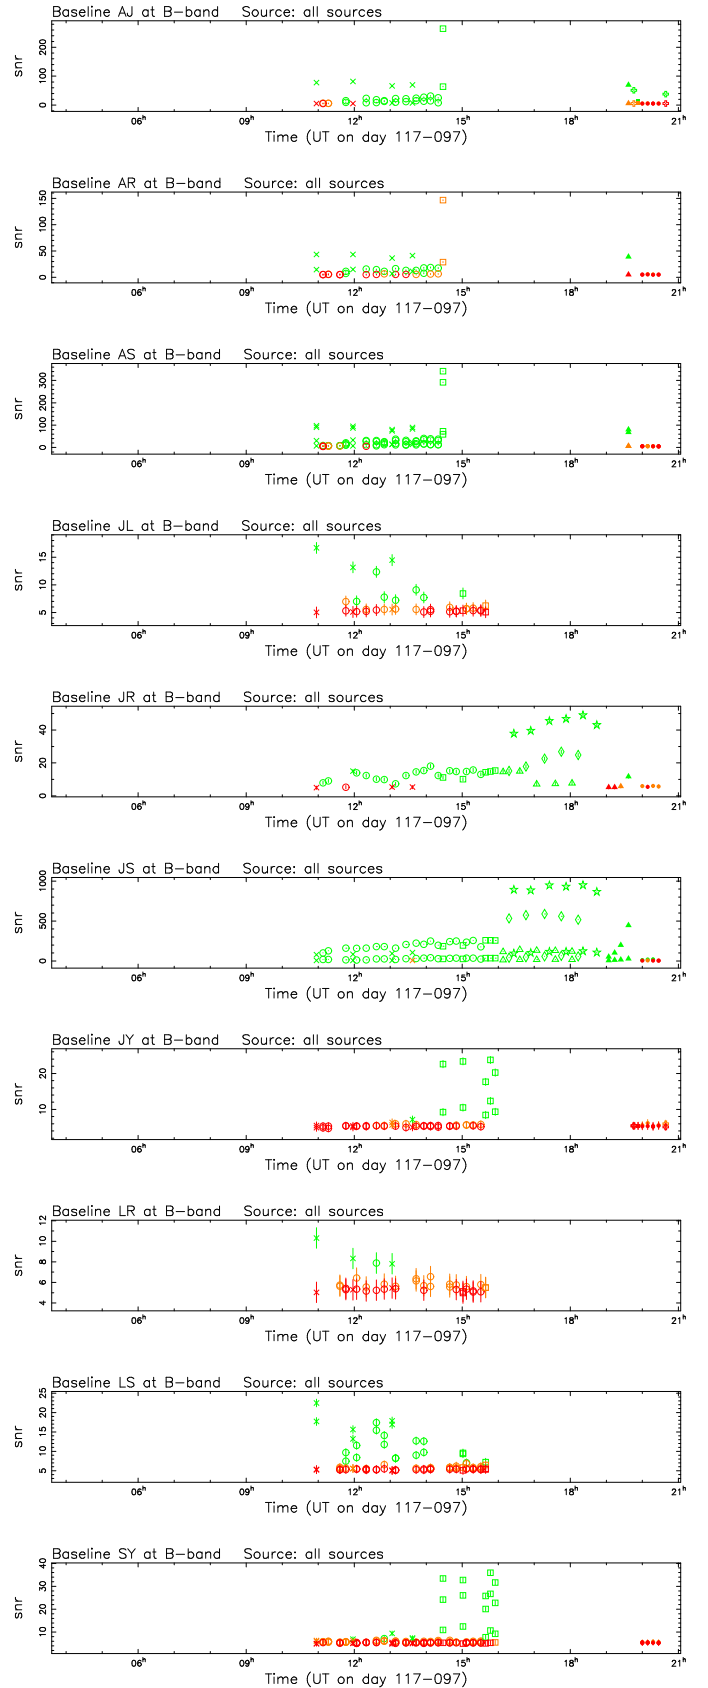 Baseline AJ at B-band Source: all sources
snr
0 100 200
06h 09h 12h 15h 18h 21h
Time (UT on day 117-097)
Baseline AR at B-band Source: all sources
snr
0 50 100 150
06h 09h 12h 15h 18h 21h
Time (UT on day 117-097)
Baseline AS at B-band Source: all sources
snr
0 100 200 300
06h 09h 12h 15h 18h 21h
Time (UT on day 117-097)
Baseline JL at B-band Source: all sources
snr
5 10 15
06h 09h 12h 15h 18h 21h
Time (UT on day 117-097)
Baseline JR at B-band Source: all sources
snr
0 20 40
06h 09h 12h 15h 18h 21h
Time (UT on day 117-097)
Baseline JS at B-band Source: all sources
snr
0 500 1000
06h 09h 12h 15h 18h 21h
Time (UT on day 117-097)
Baseline JY at B-band Source: all sources
snr
10 20
06h 09h 12h 15h 18h 21h
Time (UT on day 117-097)
Baseline LR at B-band Source: all sources
snr
4 6 8 10 12
06h 09h 12h 15h 18h 21h
Time (UT on day 117-097)
Baseline LS at B-band Source: all sources
snr
5 10 15 20 25
06h 09h 12h 15h 18h 21h
Time (UT on day 117-097)
Baseline SY at B-band Source: all sources
snr
10 20 30 40
06h 09h 12h 15h 18h 21h
Time (UT on day 117-097)